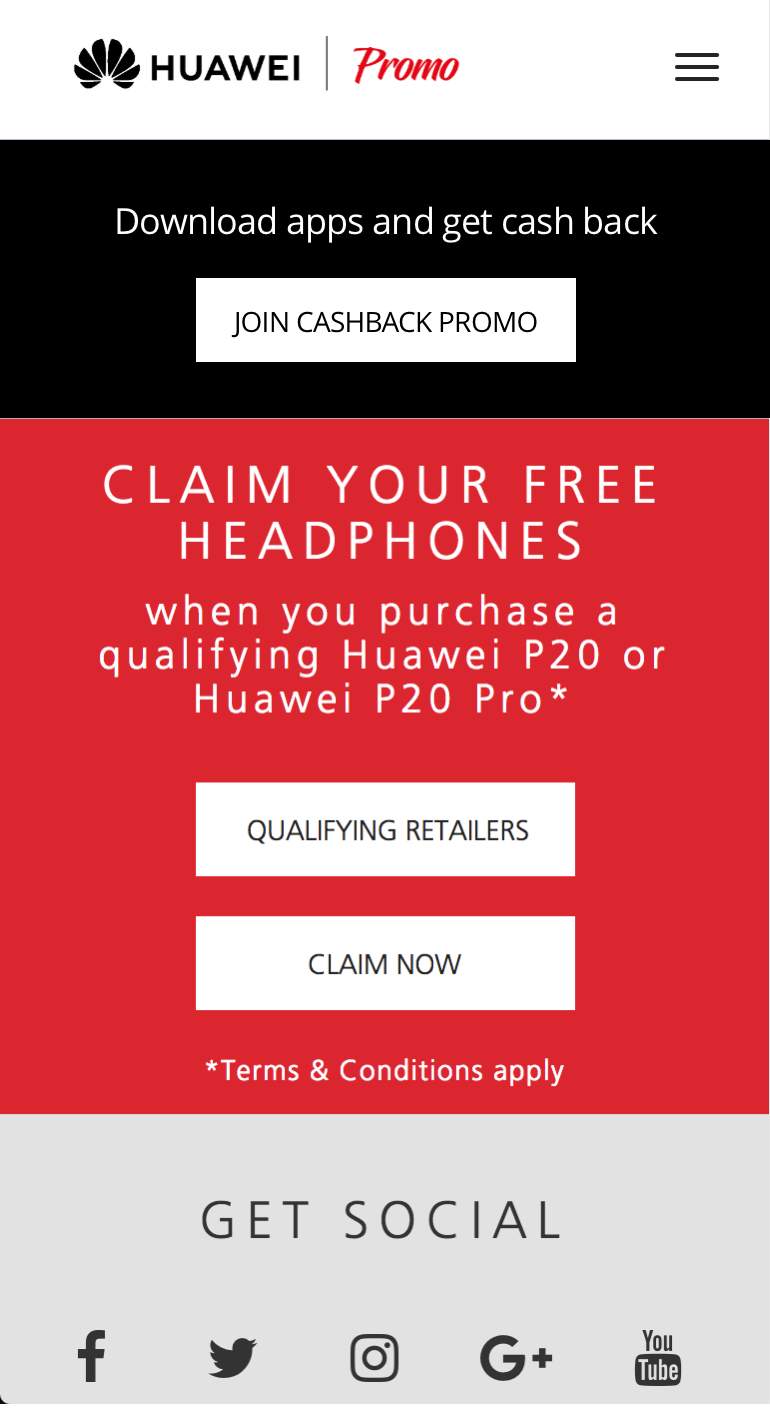 HUAWEI | Promo
Download apps and get cash back
JOIN CASHBACK PROMO
CLAIM YOUR FREE
HEADPHONES
when you purchase a
qualifying Huawei P20 or
Huawei P20 Pro*
QUALIFYING RETAILERS
CLAIM NOW
*Terms & Conditions apply
GET SOCIAL
f G+ You
Tube